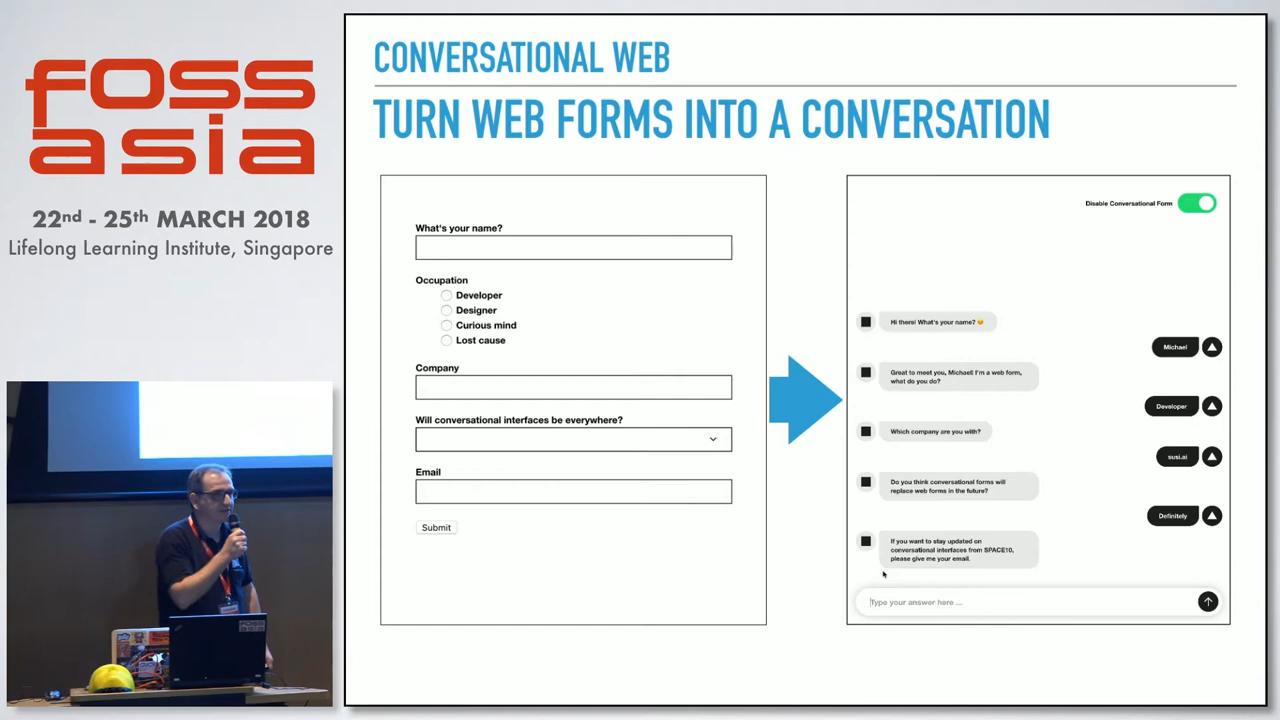 foss
asia
22nd - 25th MARCH 2018
Lifelong Learning Institute, Singapore
CONVERSATIONAL WEB
TURN WEB FORMS INTO A CONVERSATION
What's your name?
Occupation
Developer
Designer
Curious mind
Lost cause
Company
Will conversational interfaces be everywhere?
Email
Submit
Disable Conversational Form
Hi there! What's your name? 😊
Michael
Great to meet you, Michael! I'm a web form,
what do you do?
Developer
Which company are you with?
susi.ai
Do you think conversational forms will
replace web forms in the future?
Definitely
If you want to stay updated on
conversational interfaces from SPACE10,
please give me your email.
Type your answer here ...